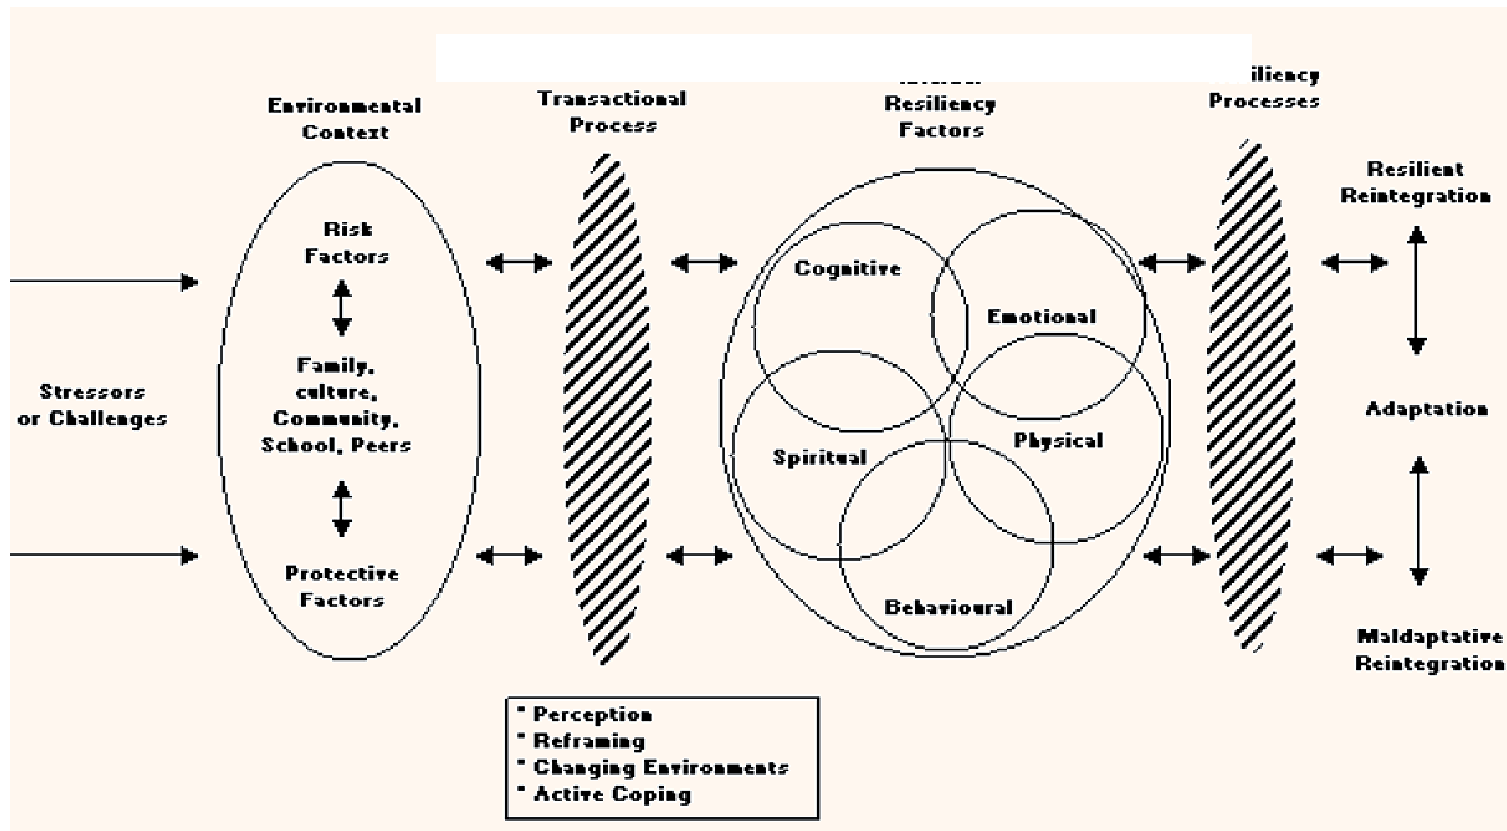 Environmental
Context
Transactional
Process
Resiliency
Factors
Processes
Risk
Factors
Family,
culture,
Community,
School, Peers
Protective
Factors
Stressors
or Challenges
Cognitive
Emotional
Spiritual
Physical
Behavioural
Resilient
Reintegration
Adaptation
Maldaptative
Reintegration
* Perception
* Reframing
* Changing Environments
* Active Coping